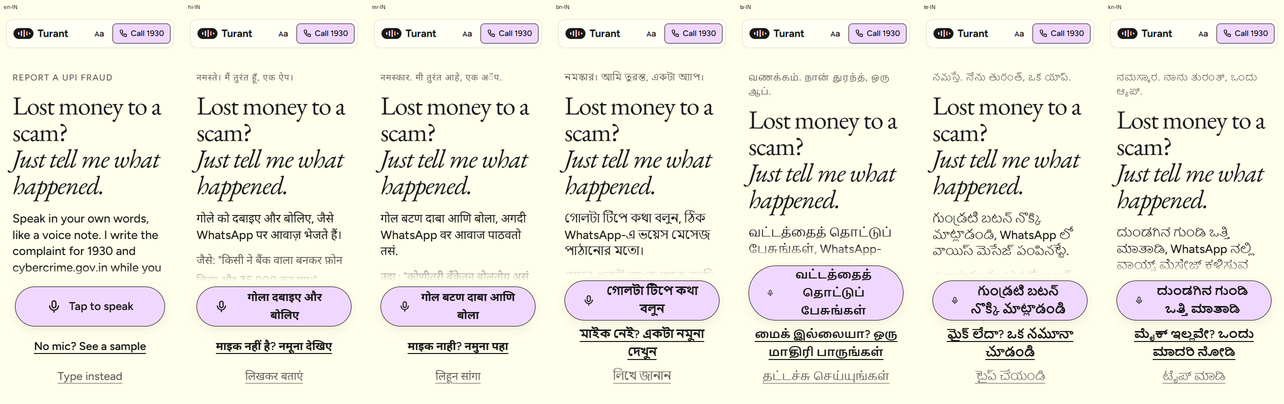 en-IN
Turant
Aa
Call 1930
REPORT A UPI FRAUD
Lost money to a
scam?
Just tell me what
happened.
Speak in your own words,
like a voice note. I write the
complaint for 1930 and
cybercrime.gov.in while you
Tap to speak
No mic? See a sample
Type instead
hi-IN
Turant
Aa
Call 1930
नमस्ते। मैं तुरंत हूँ, एक ऐप।
Lost money to a
scam?
Just tell me what
happened.
गोले को दबाइए और बोलिए, जैसे
WhatsApp पर आवाज़ भेजते हैं।
जैसे: "किसी ने बैंक वाला बनकर फ़ोन
गोला दबाइए और
बोलिए
माइक नहीं है? नमूना देखिए
लिखकर बताएं
mr-IN
Turant
Aa
Call 1930
नमस्कार. मी तुरंत आहे, एक अॅप.
Lost money to a
scam?
Just tell me what
happened.
गोल बटण दाबा आणि बोला, अगदी
WhatsApp वर आवाज पाठवतो
तसं.
गोल बटण दाबा आणि
बोला
माइक नाही? नमुना पहा
लिहून सांगा
bn-IN
Turant
Aa
Call 1930
নমস্কার। আমি তুরন্ত, একটা অ্যাপ।
Lost money to a
scam?
Just tell me what
happened.
গোলটা টিপে কথা বলুন, ঠিক
WhatsApp-এ ভয়েস মেসেজ
পাঠানোর মতো।
গোলটা টিপে কথা
বলুন
মাইক নেই? একটা নমুনা
দেখুন
লিখে জানান
ta-IN
Turant
Aa
Call 1930
வணக்கம். நான் துரந்த், ஒரு
ஆப்.
Lost money to a
scam?
Just tell me what
happened.
வட்டத்தைத் தொட்டுப்
பேசுங்கள், WhatsApp-
வட்டத்தைத்
தொட்டுப்
பேசுங்கள்
மைக் இல்லையா? ஒரு
மாதிரி பாருங்கள்
தட்டச்சு செய்யுங்கள்
te-IN
Turant
Aa
Call 1930
నమస్తే. నేను తురంత్, ఒక యాప్.
Lost money to a
scam?
Just tell me what
happened.
గుండ్రటి బటన్ నొక్కి
మాట్లాడండి, WhatsApp లో
వాయిస్ మెసేజ్ పంపినట్టే.
గుండ్రటి బటన్
నొక్కి మాట్లాడండి
మైక్ లేదా? ఒక నమూనా
చూడండి
టైప్ చేయండి
kn-IN
Turant
Aa
Call 1930
ನಮಸ್ಕಾರ. ನಾನು ತುರಂತ್, ಒಂದು
ಆ್ಯಪ್.
Lost money to a
scam?
Just tell me what
happened.
ದುಂಡಗಿನ ಗುಂಡಿ ಒತ್ತಿ
ಮಾತಾಡಿ, WhatsApp ನಲ್ಲಿ
ವಾಯ್ಸ್ ಮೆಸೇಜ್ ಕಳಿಸುವ
ದುಂಡಗಿನ ಗುಂಡಿ
ಒತ್ತಿ ಮಾತಾಡಿ
ಮೈಕ್ ಇಲ್ಲವೇ? ಒಂದು
ಮಾದರಿ ನೋಡಿ
ಟೈಪ್ ಮಾಡಿ